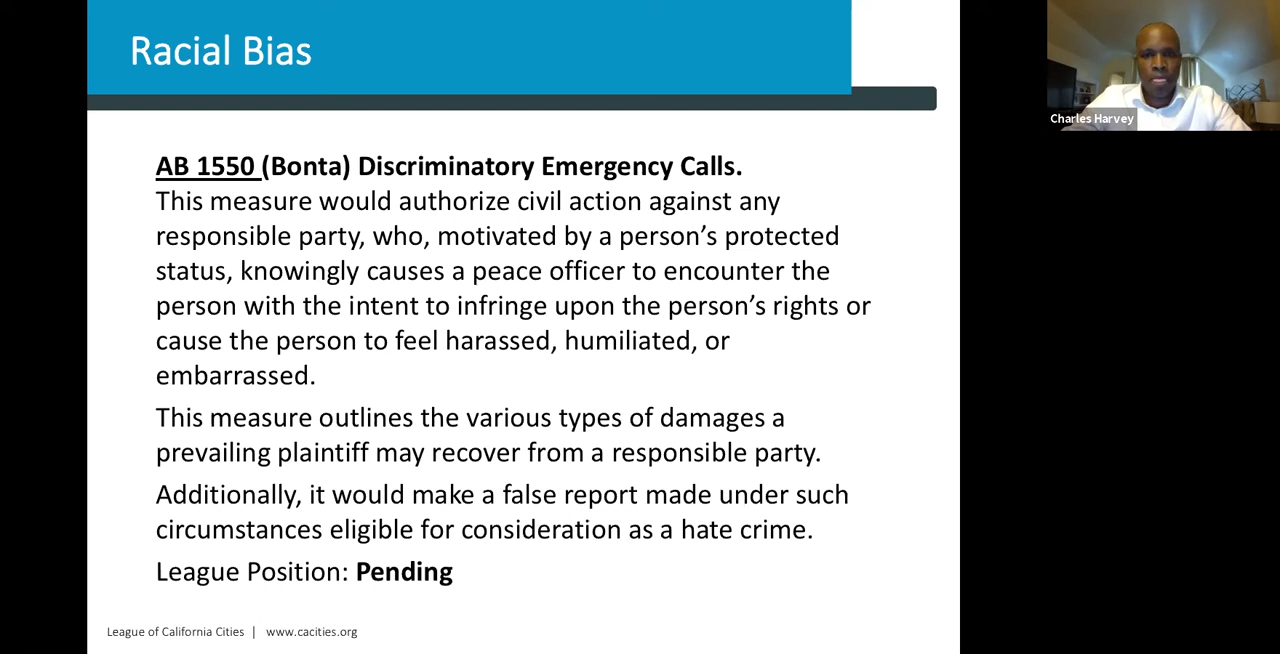 Racial Bias
Charles Harvey
AB 1550 (Bonta) Discriminatory Emergency Calls.
This measure would authorize civil action against any
responsible party, who, motivated by a person’s protected
status, knowingly causes a peace officer to encounter the
person with the intent to infringe upon the person’s rights or
cause the person to feel harassed, humiliated, or
embarrassed.
This measure outlines the various types of damages a
prevailing plaintiff may recover from a responsible party.
Additionally, it would make a false report made under such
circumstances eligible for consideration as a hate crime.
League Position: Pending
League of California Cities | www.cacities.org